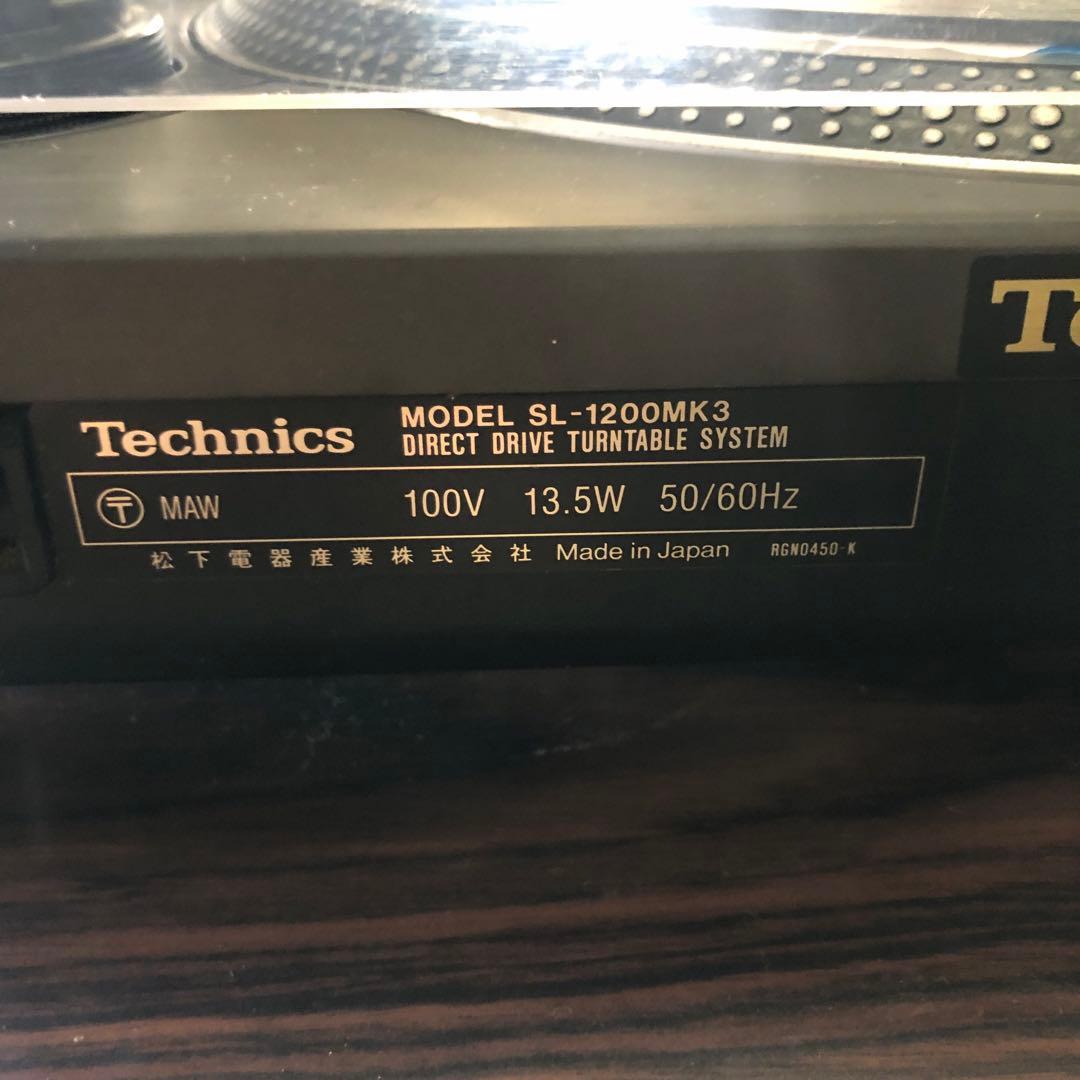 Technics MODEL SL-1200MK3
DIRECT DRIVE TURNTABLE SYSTEM
〶 MAW 100V 13.5W 50/60Hz
松下電器産業株式会社 Made in Japan RGN0450-K